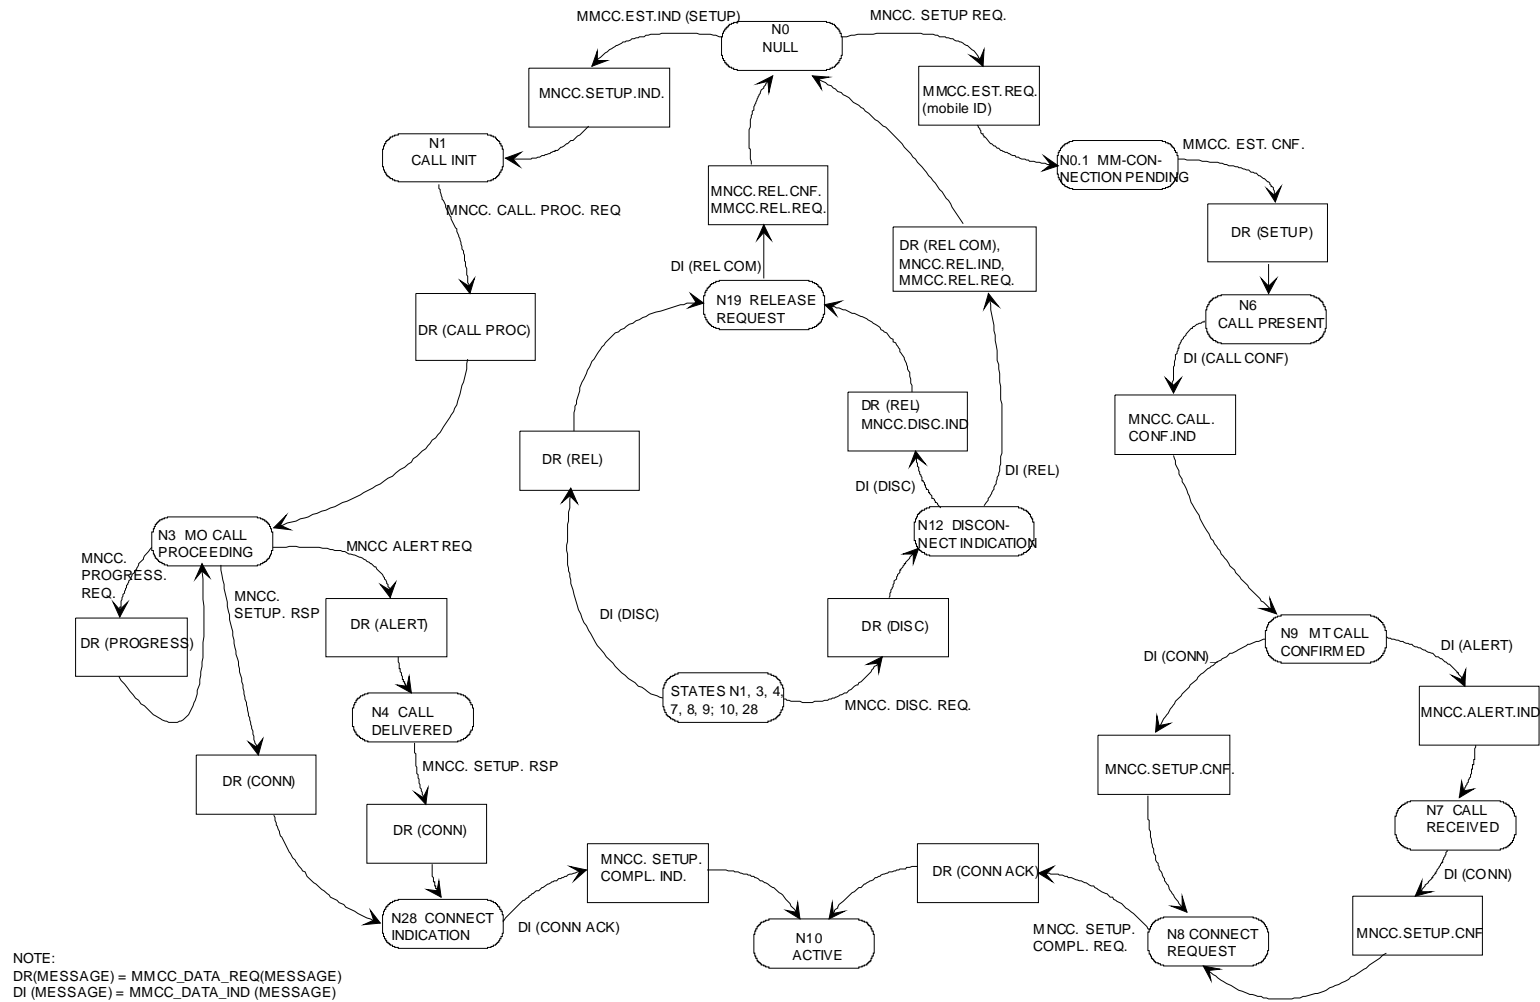 MMCC.EST.IND (SETUP)
N0
NULL
MNCC. SETUP REQ.
MNCC.SETUP.IND.
MMCC.EST.REQ.
(mobile ID)
N1
CALL INIT
MMCC. EST. CNF.
N0.1 MM-CON-
NECTION PENDING
MNCC.REL.CNF.
MMCC.REL.REQ.
MNCC. CALL. PROC. REQ
DR (SETUP)
DR (REL COM),
MNCC.REL.IND,
MMCC.REL.REQ.
DI (REL COM)
N19 RELEASE
REQUEST
N6
CALL PRESENT
DR (CALL PROC)
DI (CALL CONF)
DR (REL)
MNCC.DISC.IND
MNCC.CALL.
CONF.IND
DR (REL)
DI (DISC)
DI (REL)
N3 MO CALL
PROCEEDING
N12 DISCON-
NECT INDICATION
MNCC ALERT REQ
MNCC.
PROGRESS.
REQ.
MNCC.
SETUP. RSP
DI (DISC)
DR (PROGRESS)
DR (ALERT)
DR (DISC)
N9 MT CALL
CONFIRMED
DI (CONN)
DI (ALERT)
STATES N1, 3, 4,
7, 8, 9; 10, 28
MNCC. DISC. REQ.
N4 CALL
DELIVERED
MNCC.ALERT.IND
MNCC. SETUP. RSP
DR (CONN)
MNCC.SETUP.CNF.
N7 CALL
RECEIVED
DR (CONN)
MNCC. SETUP.
COMPL. IND.
DR (CONN ACK)
DI (CONN)
N28 CONNECT
INDICATION
DI (CONN ACK)
N10
ACTIVE
MNCC. SETUP.
COMPL. REQ.
N8 CONNECT
REQUEST
MNCC.SETUP.CNF
NOTE:
DR(MESSAGE) = MMCC_DATA_REQ(MESSAGE)
DI (MESSAGE) = MMCC_DATA_IND (MESSAGE)